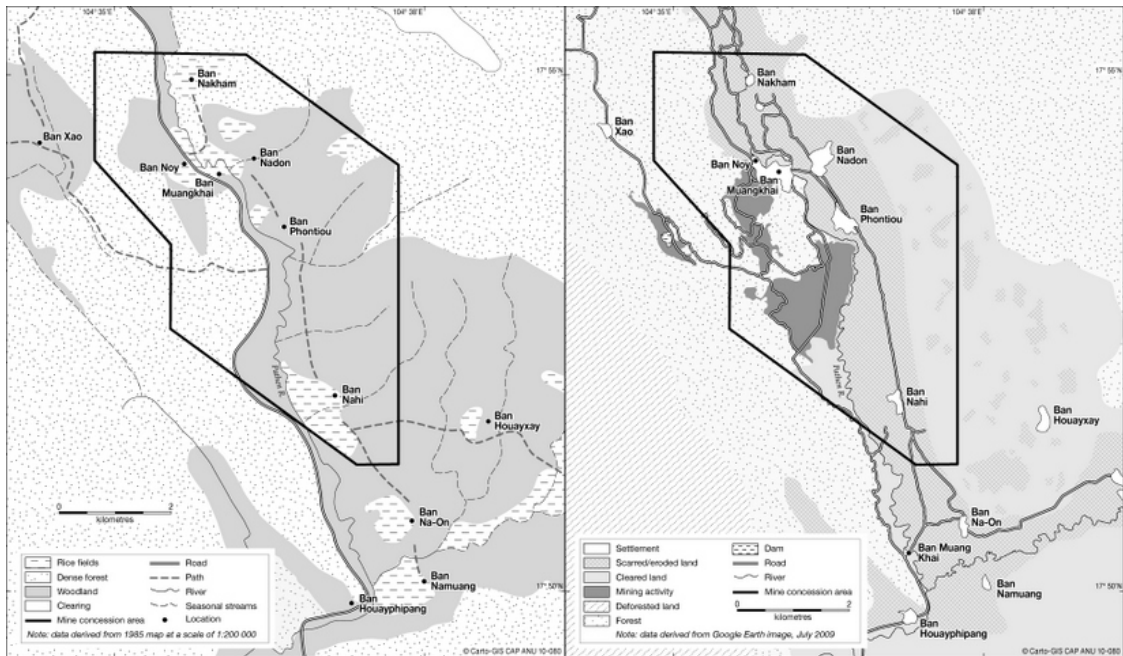 104° 35'E
104° 38'E
17° 55'N
Ban
Nakham
Ban Xao
Ban
Nadon
Ban Noy
Ban
Muangkhai
Ban
Phontiou
Pathen R.
Ban
Nahi
Ban
Houayxay
0 2
kilometres
Ban
Na-On
Ban
Namuang
17° 50'N
Ban
Houayphipang
Rice fields
Dense forest
Woodland
Clearing
Mine concession area
Road
Path
River
Seasonal streams
Location
Note: data derived from 1985 map at a scale of 1:200 000
© Carto-GIS CAP ANU 10-080
104° 35'E
104° 38'E
17° 55'N
Ban
Nakham
Ban
Xao
Ban
Nadon
Ban Noy
Ban
Muangkhai
Ban
Phontiou
Pathen R.
Ban
Nahi
Ban
Houayxay
Ban
Na-On
Ban Muang
Khai
17° 50'N
Ban
Namuang
Ban
Houayphipang
Settlement
Scarred/eroded land
Cleared land
Mining activity
Deforested land
Forest
Dam
Road
River
Mine concession area
0 2
kilometres
Note: data derived from Google Earth image, July 2009
© Carto-GIS CAP ANU 10-080